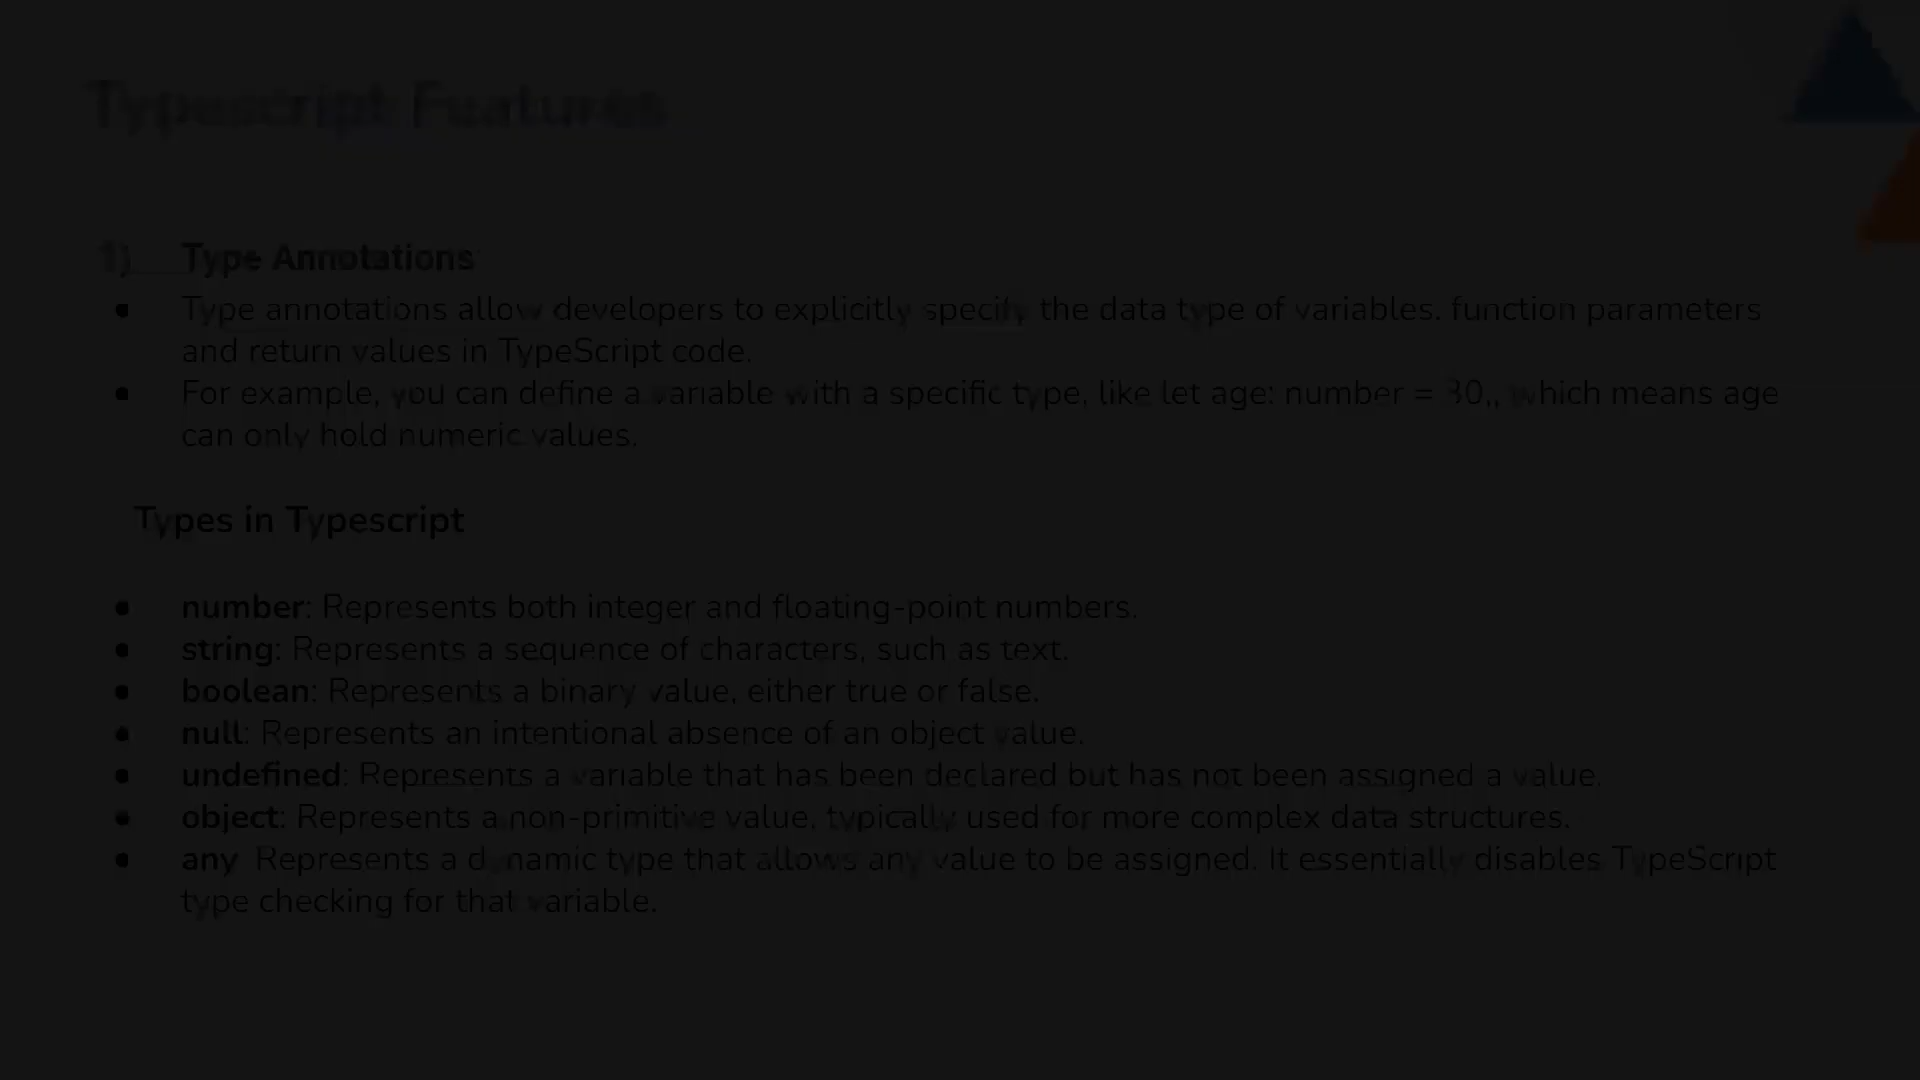 Typescript Features
1) Type Annotations
● Type annotations allow developers to explicitly specify the data type of variables, function parameters
and return values in TypeScript code.
● For example, you can define a variable with a specific type, like let age: number = 30;, which means age
can only hold numeric values.
Types in Typescript
● number: Represents both integer and floating-point numbers.
● string: Represents a sequence of characters, such as text.
● boolean: Represents a binary value, either true or false.
● null: Represents an intentional absence of an object value.
● undefined: Represents a variable that has been declared but has not been assigned a value.
● object: Represents a non-primitive value, typically used for more complex data structures.
● any: Represents a dynamic type that allows any value to be assigned. It essentially disables TypeScript
type checking for that variable.